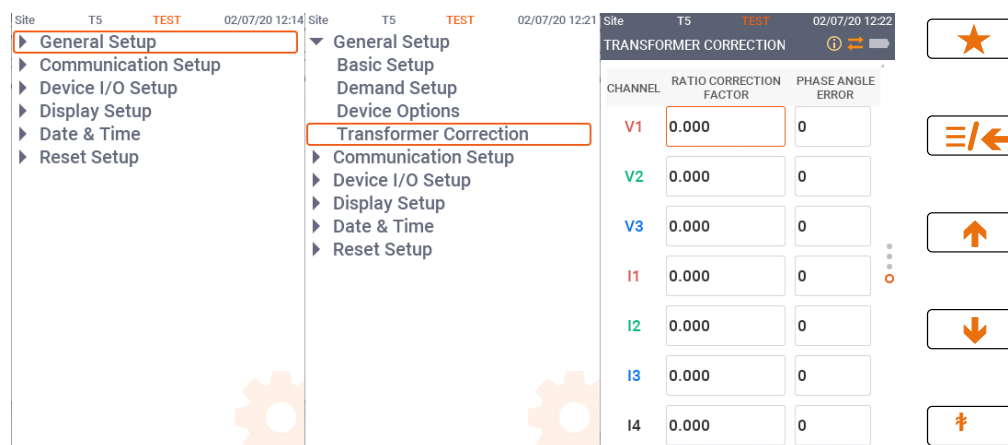 Site T5 TEST 02/07/20 12:14
General Setup
Communication Setup
Device I/O Setup
Display Setup
Date & Time
Reset Setup
Site T5 TEST 02/07/20 12:21
General Setup
Basic Setup
Demand Setup
Device Options
Transformer Correction
Communication Setup
Device I/O Setup
Display Setup
Date & Time
Reset Setup
Site T5 TEST 02/07/20 12:22
TRANSFORMER CORRECTION
CHANNEL RATIO CORRECTION FACTOR PHASE ANGLE ERROR
V1 0.000 0
V2 0.000 0
V3 0.000 0
I1 0.000 0
I2 0.000 0
I3 0.000 0
I4 0.000 0